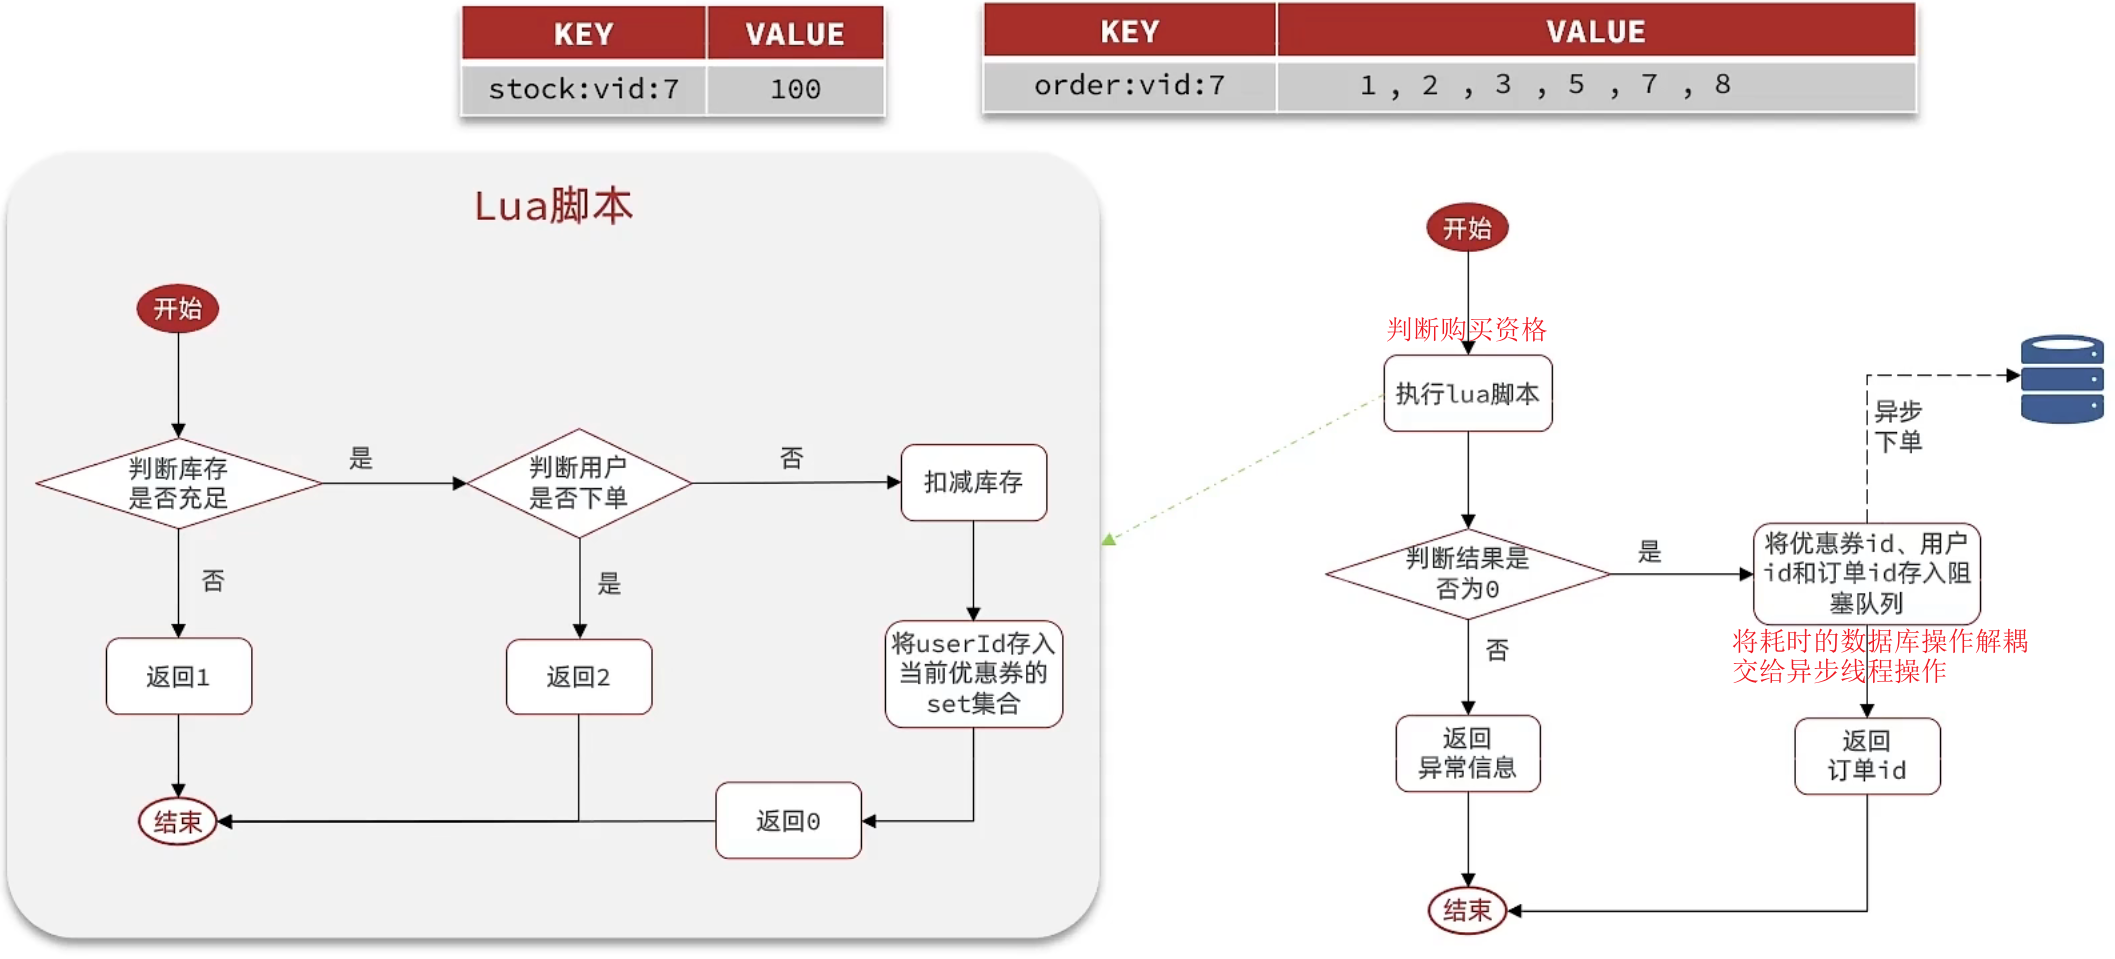 KEY VALUE
stock:vid:7 100
KEY VALUE
order:vid:7 1 , 2 , 3 , 5 , 7 , 8
Lua脚本
开始
判断库存
是否充足
是
判断用户
是否下单
否
扣减库存
否
是
返回1
返回2
将userId存入
当前优惠券的
set集合
返回0
结束
开始
判断购买资格
执行lua脚本
判断结果是
否为0
是
将优惠券id、用户
id和订单id存入阻
塞队列
异步
下单
将耗时的数据库操作解耦
交给异步线程操作
否
返回
异常信息
返回
订单id
结束